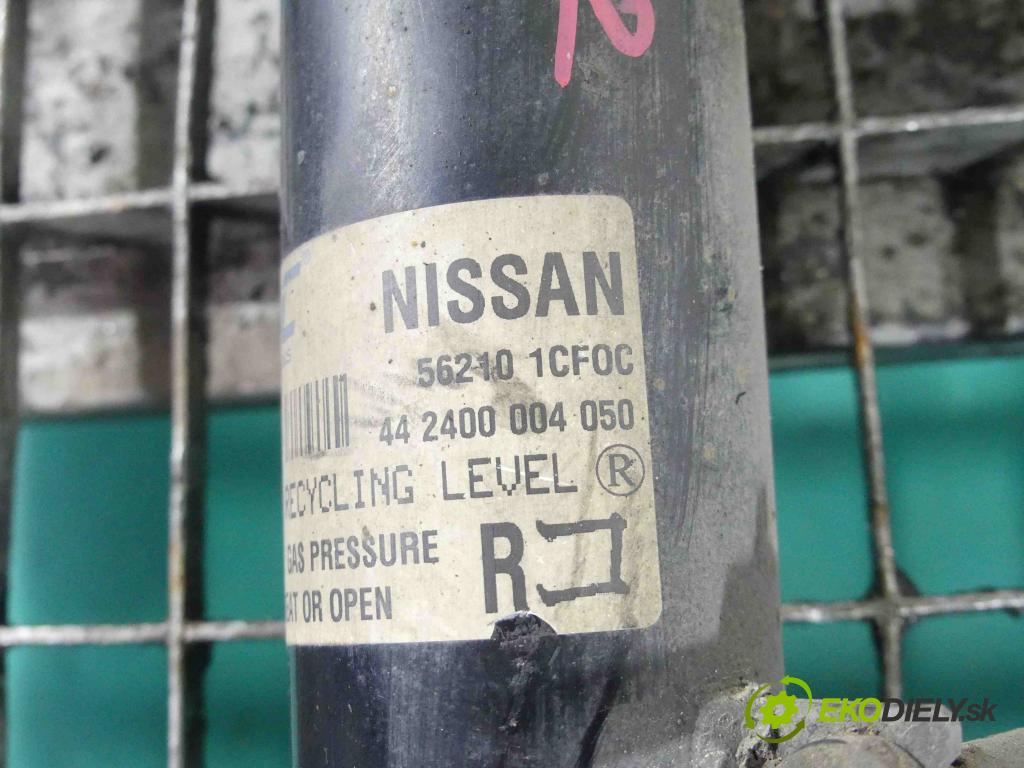 NISSAN
56210 1CF0C
44 2400 004 050
RECYCLING LEVEL ®
GAS PRESSURE
OR OPEN
R
EKODIELY.sk